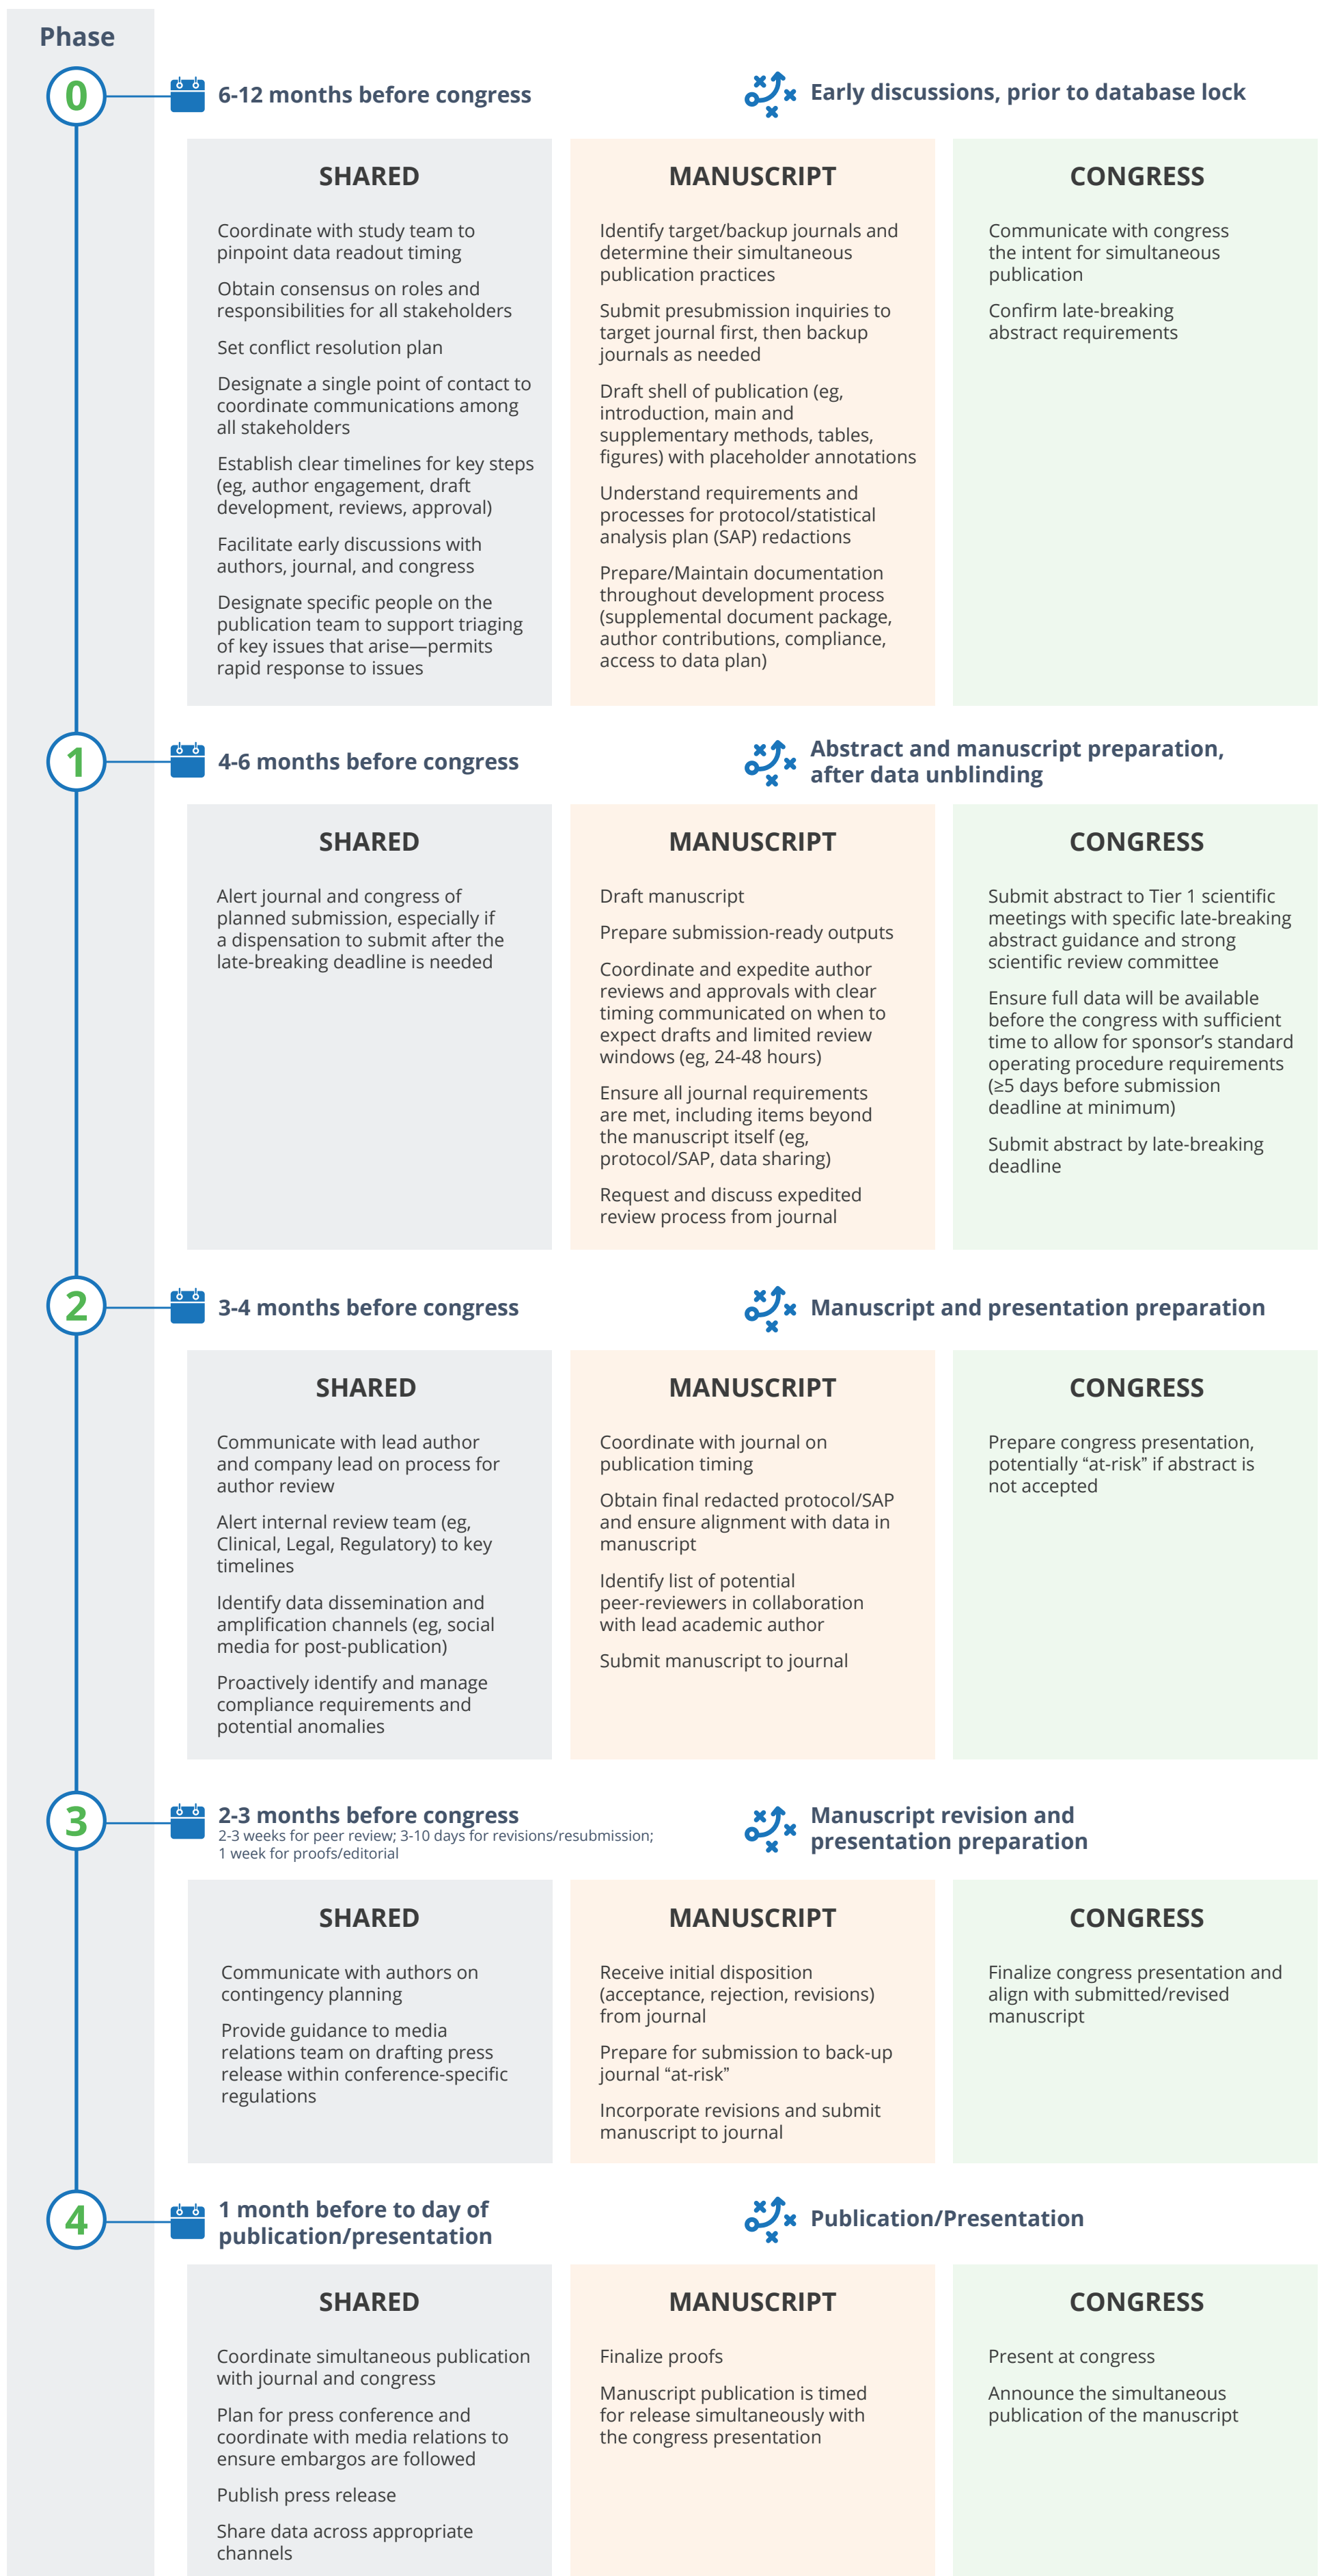 Phase
0
6-12 months before congress
Early discussions, prior to database lock
SHARED
Coordinate with study team to
pinpoint data readout timing
Obtain consensus on roles and
responsibilities for all stakeholders
Set conflict resolution plan
Designate a single point of contact to
coordinate communications among
all stakeholders
Establish clear timelines for key steps
(eg, author engagement, draft
development, reviews, approval)
Facilitate early discussions with
authors, journal, and congress
Designate specific people on the
publication team to support triaging
of key issues that arise—permits
rapid response to issues
MANUSCRIPT
Identify target/backup journals and
determine their simultaneous
publication practices
Submit presubmission inquiries to
target journal first, then backup
journals as needed
Draft shell of publication (eg,
introduction, main and
supplementary methods, tables,
figures) with placeholder annotations
Understand requirements and
processes for protocol/statistical
analysis plan (SAP) redactions
Prepare/Maintain documentation
throughout development process
(supplemental document package,
author contributions, compliance,
access to data plan)
CONGRESS
Communicate with congress
the intent for simultaneous
publication
Confirm late-breaking
abstract requirements
1
4-6 months before congress
Abstract and manuscript preparation,
after data unblinding
SHARED
Alert journal and congress of
planned submission, especially if
a dispensation to submit after the
late-breaking deadline is needed
MANUSCRIPT
Draft manuscript
Prepare submission-ready outputs
Coordinate and expedite author
reviews and approvals with clear
timing communicated on when to
expect drafts and limited review
windows (eg, 24-48 hours)
Ensure all journal requirements
are met, including items beyond
the manuscript itself (eg,
protocol/SAP, data sharing)
Request and discuss expedited
review process from journal
CONGRESS
Submit abstract to Tier 1 scientific
meetings with specific late-breaking
abstract guidance and strong
scientific review committee
Ensure full data will be available
before the congress with sufficient
time to allow for sponsor’s standard
operating procedure requirements
(≥5 days before submission
deadline at minimum)
Submit abstract by late-breaking
deadline
2
3-4 months before congress
Manuscript and presentation preparation
SHARED
Communicate with lead author
and company lead on process for
author review
Alert internal review team (eg,
Clinical, Legal, Regulatory) to key
timelines
Identify data dissemination and
amplification channels (eg, social
media for post-publication)
Proactively identify and manage
compliance requirements and
potential anomalies
MANUSCRIPT
Coordinate with journal on
publication timing
Obtain final redacted protocol/SAP
and ensure alignment with data in
manuscript
Identify list of potential
peer-reviewers in collaboration
with lead academic author
Submit manuscript to journal
CONGRESS
Prepare congress presentation,
potentially “at-risk” if abstract is
not accepted
3
2-3 months before congress
2-3 weeks for peer review; 3-10 days for revisions/resubmission;
1 week for proofs/editorial
Manuscript revision and
presentation preparation
SHARED
Communicate with authors on
contingency planning
Provide guidance to media
relations team on drafting press
release within conference-specific
regulations
MANUSCRIPT
Receive initial disposition
(acceptance, rejection, revisions)
from journal
Prepare for submission to back-up
journal “at-risk”
Incorporate revisions and submit
manuscript to journal
CONGRESS
Finalize congress presentation and
align with submitted/revised
manuscript
4
1 month before to day of
publication/presentation
Publication/Presentation
SHARED
Coordinate simultaneous publication
with journal and congress
Plan for press conference and
coordinate with media relations to
ensure embargos are followed
Publish press release
Share data across appropriate
channels
MANUSCRIPT
Finalize proofs
Manuscript publication is timed
for release simultaneously with
the congress presentation
CONGRESS
Present at congress
Announce the simultaneous
publication of the manuscript